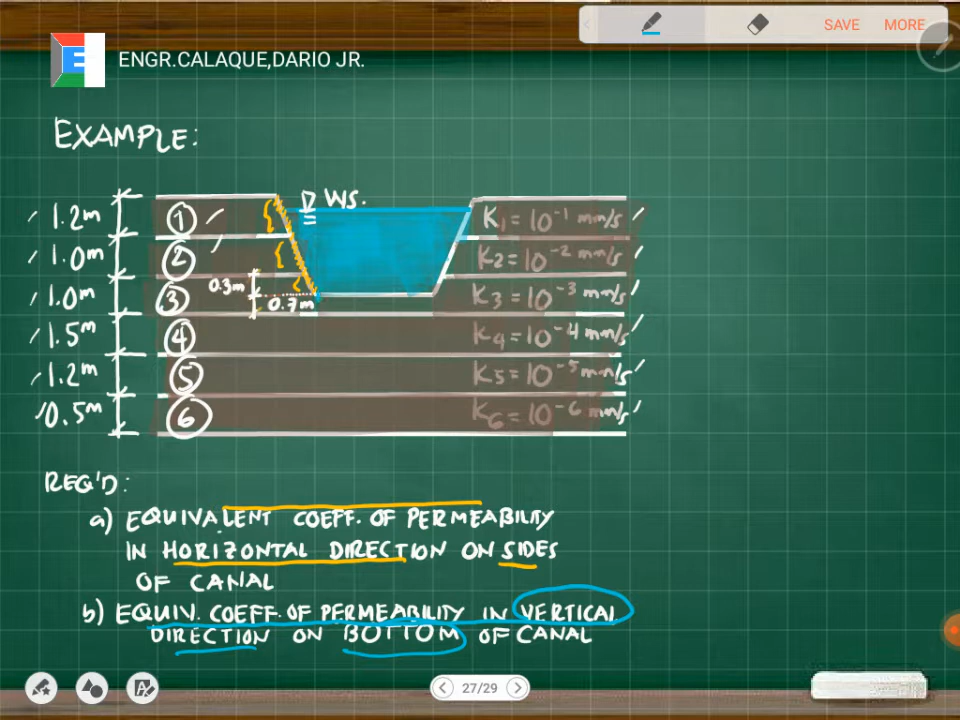 SAVE MORE
E ENGR.CALAQUE,DARIO JR.
EXAMPLE:
WS.
1.2m 1 K1 = 10⁻¹ mm/s
1.0m 2 K2 = 10⁻² mm/s
0.3m
1.0m 3 0.7m K3 = 10⁻³ mm/s
1.5m 4 K4 = 10⁻⁴ mm/s
1.2m 5 K5 = 10⁻⁵ mm/s
0.5m 6 K6 = 10⁻⁶ mm/s
REQ'D:
a) EQUIVALENT COEFF. OF PERMEABILITY
IN HORIZONTAL DIRECTION ON SIDES
OF CANAL
b) EQUIV. COEFF. OF PERMEABILITY IN VERTICAL
DIRECTION ON BOTTOM OF CANAL
27/29